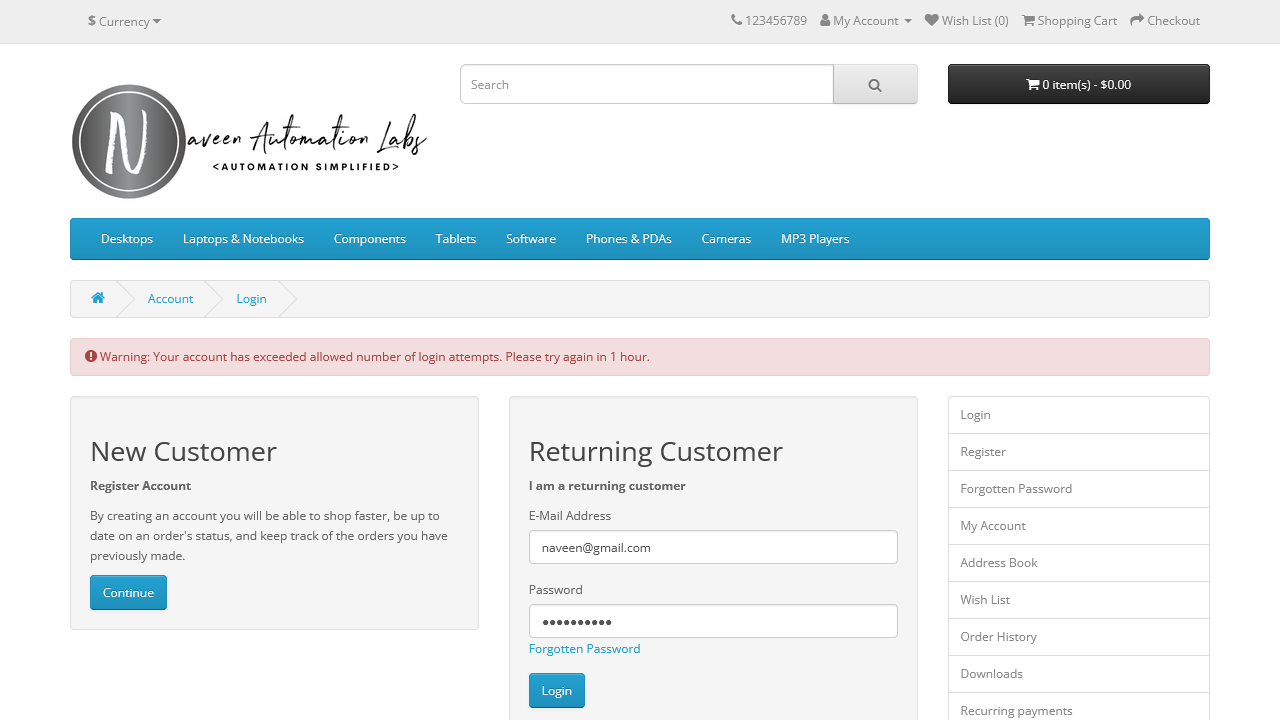 $ Currency
123456789 My Account Wish List (0) Shopping Cart Checkout
Search
0 item(s) - $0.00
N
aveen Automation Labs
<AUTOMATION SIMPLIFIED>
Desktops Laptops & Notebooks Components Tablets Software Phones & PDAs Cameras MP3 Players
Account Login
Warning: Your account has exceeded allowed number of login attempts. Please try again in 1 hour.
New Customer
Register Account
By creating an account you will be able to shop faster, be up to
date on an order's status, and keep track of the orders you have
previously made.
Continue
Returning Customer
I am a returning customer
E-Mail Address
naveen@gmail.com
Password
••••••••••
Forgotten Password
Login
Login
Register
Forgotten Password
My Account
Address Book
Wish List
Order History
Downloads
Recurring payments